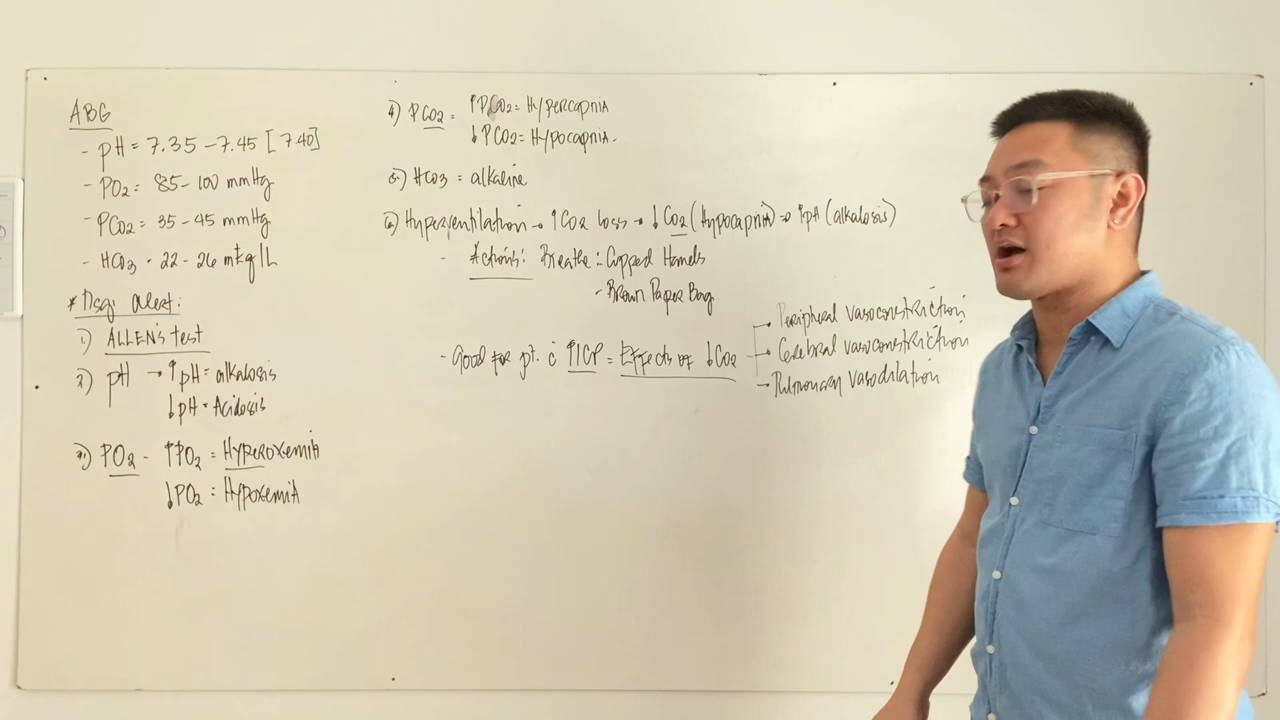 ABG
- pH = 7.35 - 7.45 [7.40]
- PO2 = 85 - 100 mmHg
- PCO2 = 35 - 45 mmHg
- HCO3 - 22 - 26 mEq/L
* Dsgi alert:
1) ALLEN's test
2) pH → ↑pH = alkalosis
↓pH = Acidosis
3) PO2 - ↑PO2 = Hyperoxemia
↓PO2 = Hypoxemia
4) PCO2 = ↑PCO2 = Hypercapnia
↓PCO2 = Hypocapnia
5) HCO3 = alkaline
6) Hyperventilation → ↑CO2 loss → ↓CO2 (Hypocapnia) → ↑pH (alkalosis)
- Actions: Breathe : Cupped Hands
- Brown Paper Bag
- Good for pt. c̄ ↑ICP = Effects of ↓CO2
Peripheral vasoconstriction
Cerebral vasoconstriction
Pulmonary vasodilation